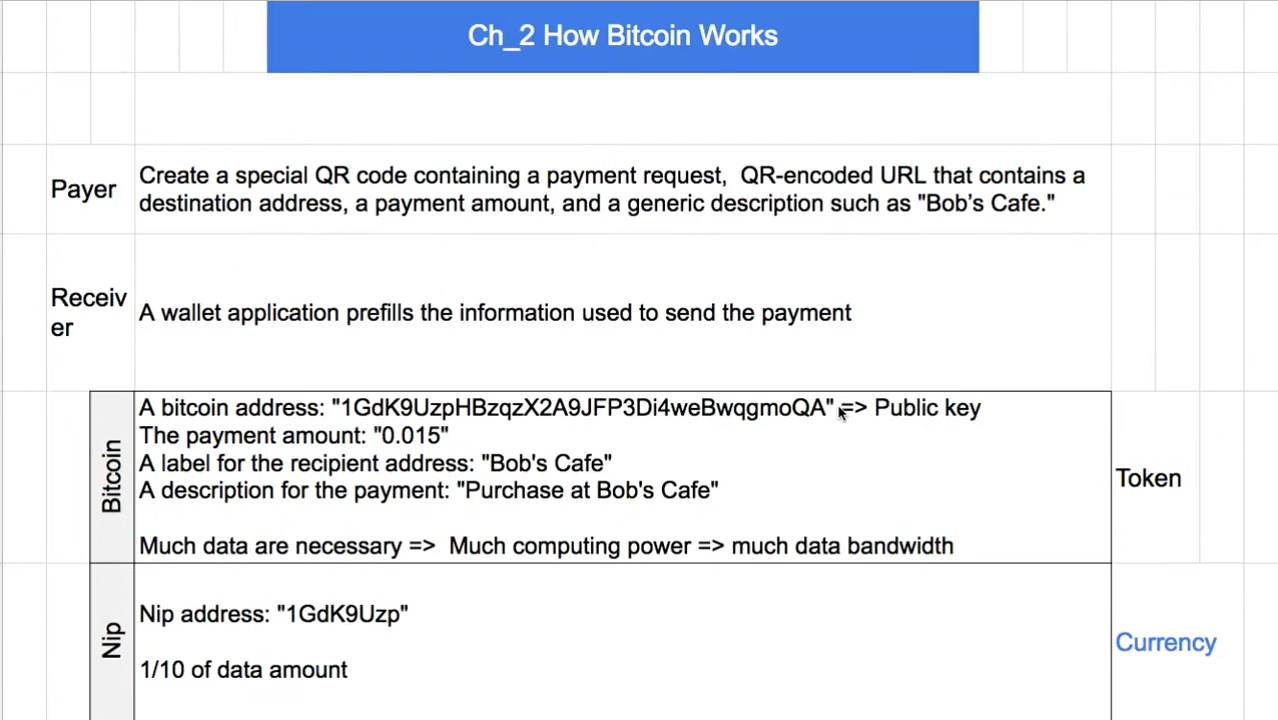 Ch_2 How Bitcoin Works
Payer
Create a special QR code containing a payment request,  QR-encoded URL that contains a
destination address, a payment amount, and a generic description such as "Bob’s Cafe."
Receiv
er
A wallet application prefills the information used to send the payment
Bitcoin
A bitcoin address: "1GdK9UzpHBzqzX2A9JFP3Di4weBwqgmoQA" => Public key
The payment amount: "0.015"
A label for the recipient address: "Bob's Cafe"
A description for the payment: "Purchase at Bob's Cafe"
Much data are necessary =>  Much computing power => much data bandwidth
Token
Nip
Nip address: "1GdK9Uzp"
1/10 of data amount
Currency